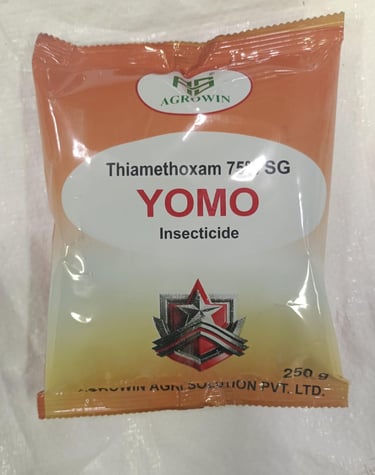 AGROWIN
Thiamethoxam 75% SG
YOMO
Insecticide
250 g
AGROWIN AGRI SOLUTION PVT. LTD.